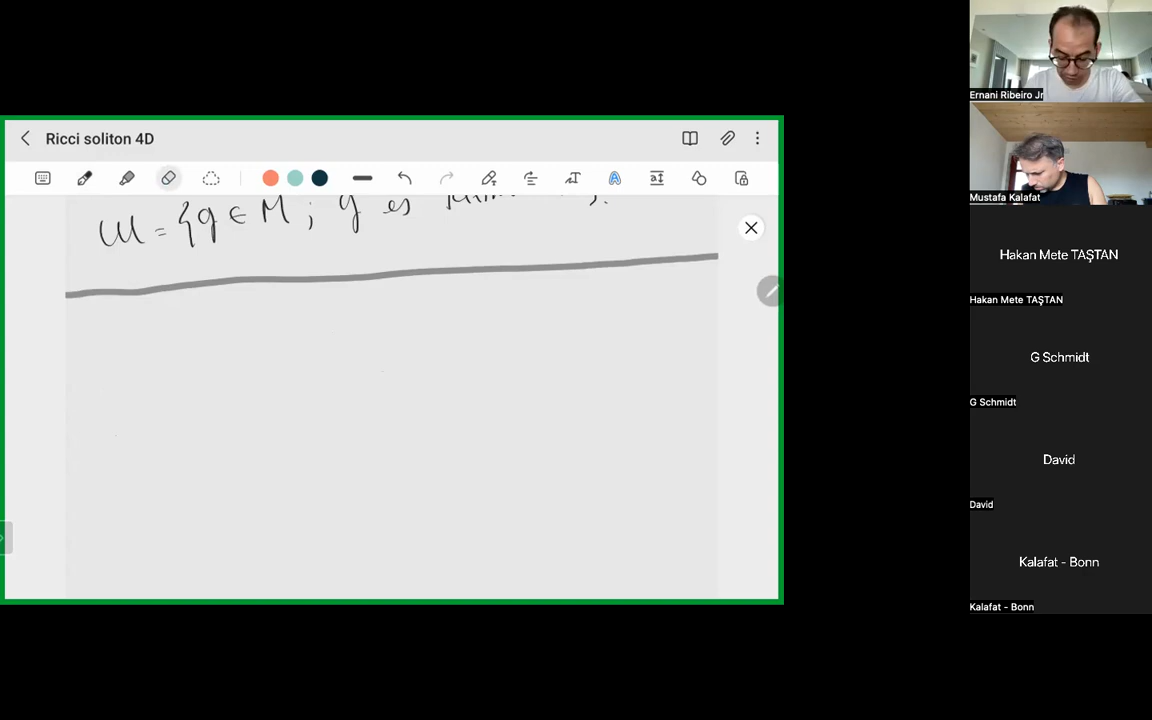 Ricci soliton 4D
= {g ∈ M ; g es
Ernani Ribeiro Jr
Mustafa Kalafat
Hakan Mete TAŞTAN
Hakan Mete TAŞTAN
G Schmidt
G Schmidt
David
David
Kalafat - Bonn
Kalafat - Bonn